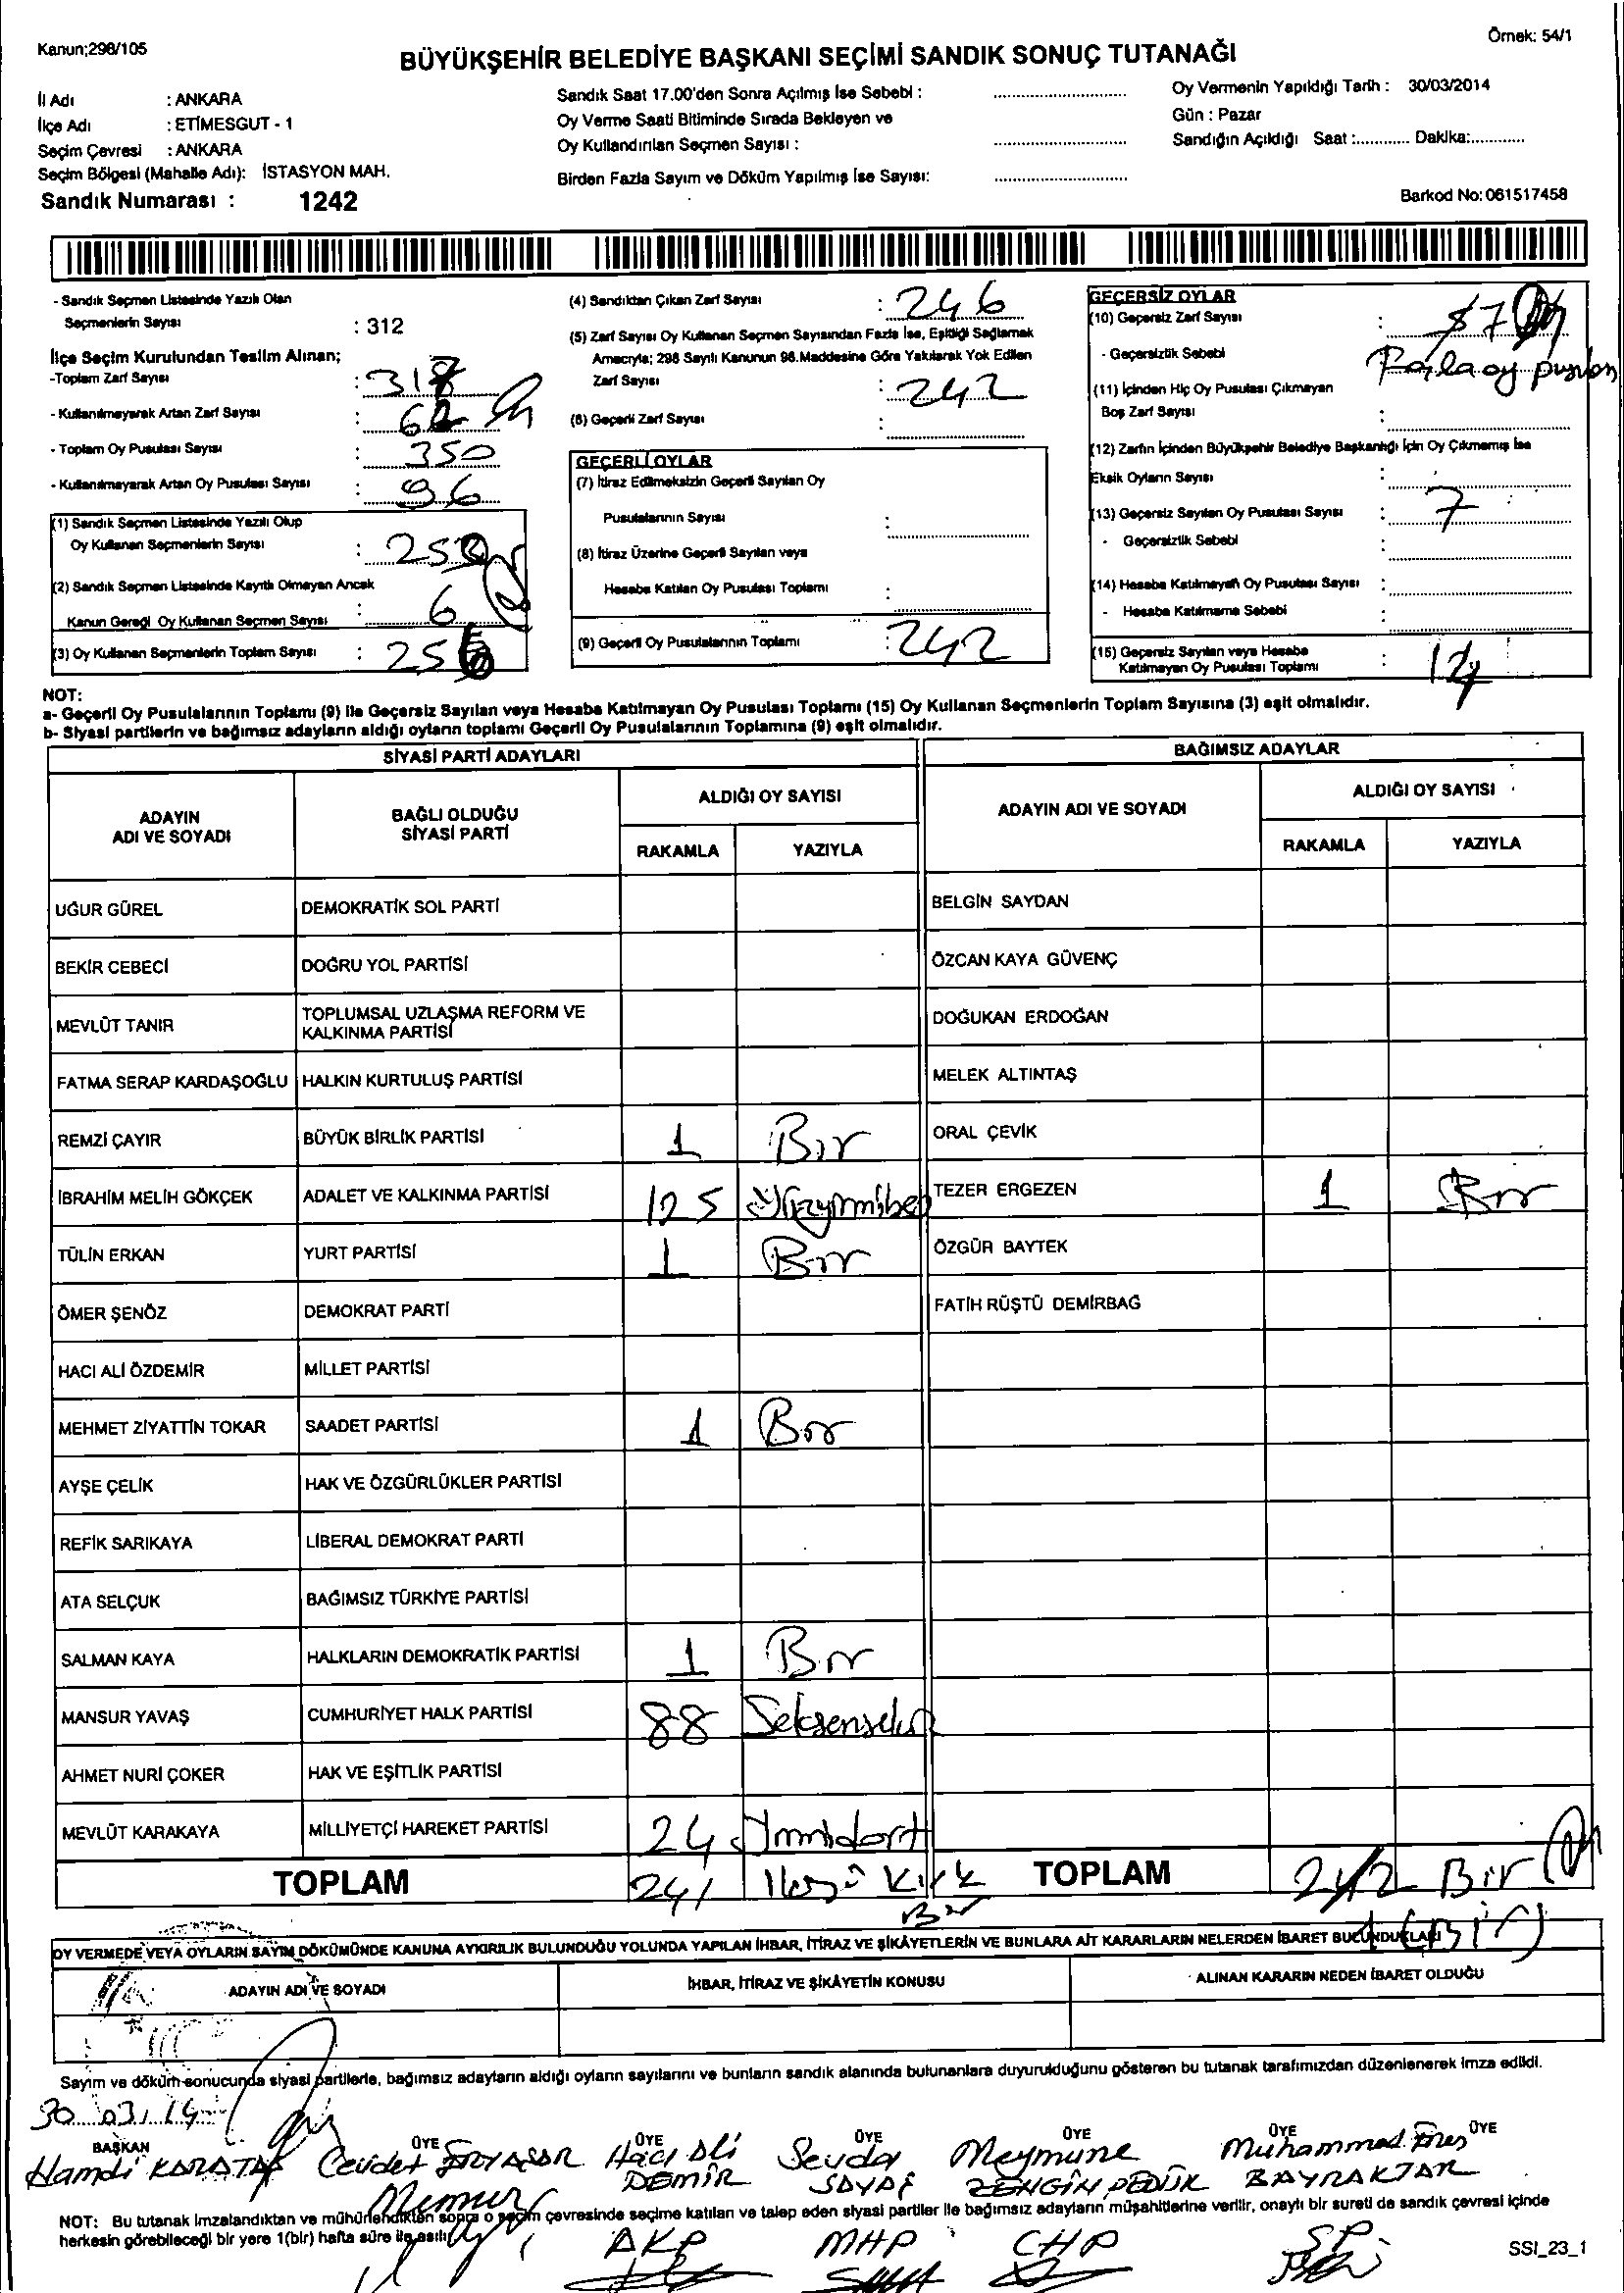 Kanun;298/105
Örnek: 54/1
BÜYÜKŞEHİR BELEDİYE BAŞKANI SEÇİMİ SANDIK SONUÇ TUTANAĞI
İl Adı : ANKARA
İlçe Adı : ETİMESGUT - 1
Seçim Çevresi : ANKARA
Seçim Bölgesi (Mahalle Adı): İSTASYON MAH.
Sandık Numarası : 1242
Sandık Saat 17.00'den Sonra Açılmış İse Sebebi :
Oy Verme Saati Bitiminde Sırada Bekleyen ve
Oy Kullandırılan Seçmen Sayısı :
Birden Fazla Sayım ve Döküm Yapılmış İse Sayısı:
Oy Vermenin Yapıldığı Tarih : 30/03/2014
Gün : Pazar
Sandığın Açıldığı Saat :............ Dakika:............
Barkod No: 061517458
- Sandık Seçmen Listesinde Yazılı Olan
Seçmenlerin Sayısı : 312
İlçe Seçim Kurulundan Teslim Alınan;
-Toplam Zarf Sayısı :
- Kullanılmayarak Artan Zarf Sayısı :
- Toplam Oy Pusulası Sayısı : 350
- Kullanılmayarak Artan Oy Pusulası Sayısı : 96
(1) Sandık Seçmen Listesinde Yazılı Olup
Oy Kullanan Seçmenlerin Sayısı :
(2) Sandık Seçmen Listesinde Kayıtlı Olmayan Ancak
Kanun Gereği Oy Kullanan Seçmen Sayısı : 6
(3) Oy Kullanan Seçmenlerin Toplam Sayısı :
(4) Sandıktan Çıkan Zarf Sayısı : 246
(5) Zarf Sayısı Oy Kullanan Seçmen Sayısından Fazla İse, Eşitliği Sağlamak
Amacıyla; 298 Sayılı Kanunun 98.Maddesine Göre Yakılarak Yok Edilen
Zarf Sayısı : 242
(6) Geçerli Zarf Sayısı :
GEÇERLİ OYLAR
(7) İtiraz Edilmeksizin Geçerli Sayılan Oy
Pusulalarının Sayısı :
(8) İtiraz Üzerine Geçerli Sayılan veya
Hesaba Katılan Oy Pusulası Toplamı :
(9) Geçerli Oy Pusulalarının Toplamı : 242
GEÇERSİZ OYLAR
(10) Geçersiz Zarf Sayısı : 7
- Geçersizlik Sebebi
(11) İçinden Hiç Oy Pusulası Çıkmayan
Boş Zarf Sayısı :
(12) Zarfın İçinden Büyükşehir Belediye Başkanlığı İçin Oy Çıkmamış İse
Eksik Oyların Sayısı :
(13) Geçersiz Sayılan Oy Pusulası Sayısı : 7
- Geçersizlik Sebebi :
(14) Hesaba Katılmayan Oy Pusulası Sayısı :
- Hesaba Katılmama Sebebi :
(15) Geçersiz Sayılan veya Hesaba
Katılmayan Oy Pusulası Toplamı :
NOT:
a- Geçerli Oy Pusulalarının Toplamı (9) ile Geçersiz Sayılan veya Hesaba Katılmayan Oy Pusulası Toplamı (15) Oy Kullanan Seçmenlerin Toplam Sayısına (3) eşit olmalıdır.
b- Siyasi partilerin ve bağımsız adayların aldığı oyların toplamı Geçerli Oy Pusulalarının Toplamına (9) eşit olmalıdır.
SİYASİ PARTİ ADAYLARI
BAĞIMSIZ ADAYLAR
ADAYIN ADI VE SOYADI
BAĞLI OLDUĞU SİYASİ PARTİ
ALDIĞI OY SAYISI
RAKAMLA YAZIYLA
ADAYIN ADI VE SOYADI
ALDIĞI OY SAYISI
RAKAMLA YAZIYLA
UĞUR GÜREL DEMOKRATİK SOL PARTİ BELGİN SAYDAN
BEKİR CEBECİ DOĞRU YOL PARTİSİ ÖZCAN KAYA GÜVENÇ
MEVLÜT TANIR TOPLUMSAL UZLAŞMA REFORM VE KALKINMA PARTİSİ DOĞUKAN ERDOĞAN
FATMA SERAP KARDAŞOĞLU HALKIN KURTULUŞ PARTİSİ MELEK ALTINTAŞ
REMZİ ÇAYIR BÜYÜK BİRLİK PARTİSİ 1 Bir ORAL ÇEVİK
İBRAHİM MELİH GÖKÇEK ADALET VE KALKINMA PARTİSİ 125 TEZER ERGEZEN 1 Bir
TÜLİN ERKAN YURT PARTİSİ 1 Bir ÖZGÜR BAYTEK
ÖMER ŞENÖZ DEMOKRAT PARTİ FATİH RÜŞTÜ DEMİRBAĞ
HACI ALİ ÖZDEMİR MİLLET PARTİSİ
MEHMET ZİYATTİN TOKAR SAADET PARTİSİ 1 Bir
AYŞE ÇELİK HAK VE ÖZGÜRLÜKLER PARTİSİ
REFİK SARIKAYA LİBERAL DEMOKRAT PARTİ
ATA SELÇUK BAĞIMSIZ TÜRKİYE PARTİSİ
SALMAN KAYA HALKLARIN DEMOKRATİK PARTİSİ 1 Bir
MANSUR YAVAŞ CUMHURİYET HALK PARTİSİ 88
AHMET NURİ ÇOKER HAK VE EŞİTLİK PARTİSİ
MEVLÜT KARAKAYA MİLLİYETÇİ HAREKET PARTİSİ 24
TOPLAM 241 Kırk Bir TOPLAM 242 Bir
1 (Bir)
OY VERMEDE VEYA OYLARIN SAYIM DÖKÜMÜNDE KANUNA AYKIRILIK BULUNDUĞU YOLUNDA YAPILAN İHBAR, İTİRAZ VE ŞİKÂYETLERİN VE BUNLARA AİT KARARLARIN NELERDEN İBARET BULUNDUKLARI
ADAYIN ADI VE SOYADI İHBAR, İTİRAZ VE ŞİKÂYETİN KONUSU ALINAN KARARIN NEDEN İBARET OLDUĞU
Sayım ve döküm sonucunda siyasi partilerle, bağımsız adayların aldığı oyların sayılarını ve bunların sandık alanında bulunanlara duyurulduğunu gösteren bu tutanak tarafımızdan düzenlenerek imza edildi.
30.03.14
BAŞKAN ÜYE ÜYE ÜYE ÜYE ÜYE ÜYE
Hamdi KARATAŞ Cevdet Hacı Ali DEMİR Sevda Meymune ZENGİN Muhammed Enes BAYRAKTAR
Memur
NOT: Bu tutanak imzalandıktan ve mühürlendikten sonra o seçim çevresinde seçime katılan ve talep eden siyasi partiler ile bağımsız adayların müşahitlerine verilir, onaylı bir sureti de sandık çevresi içinde
herkesin görebileceği bir yere 1(bir) hafta süre ile asılır.
AKP MHP CHP SP
SSI_23_1